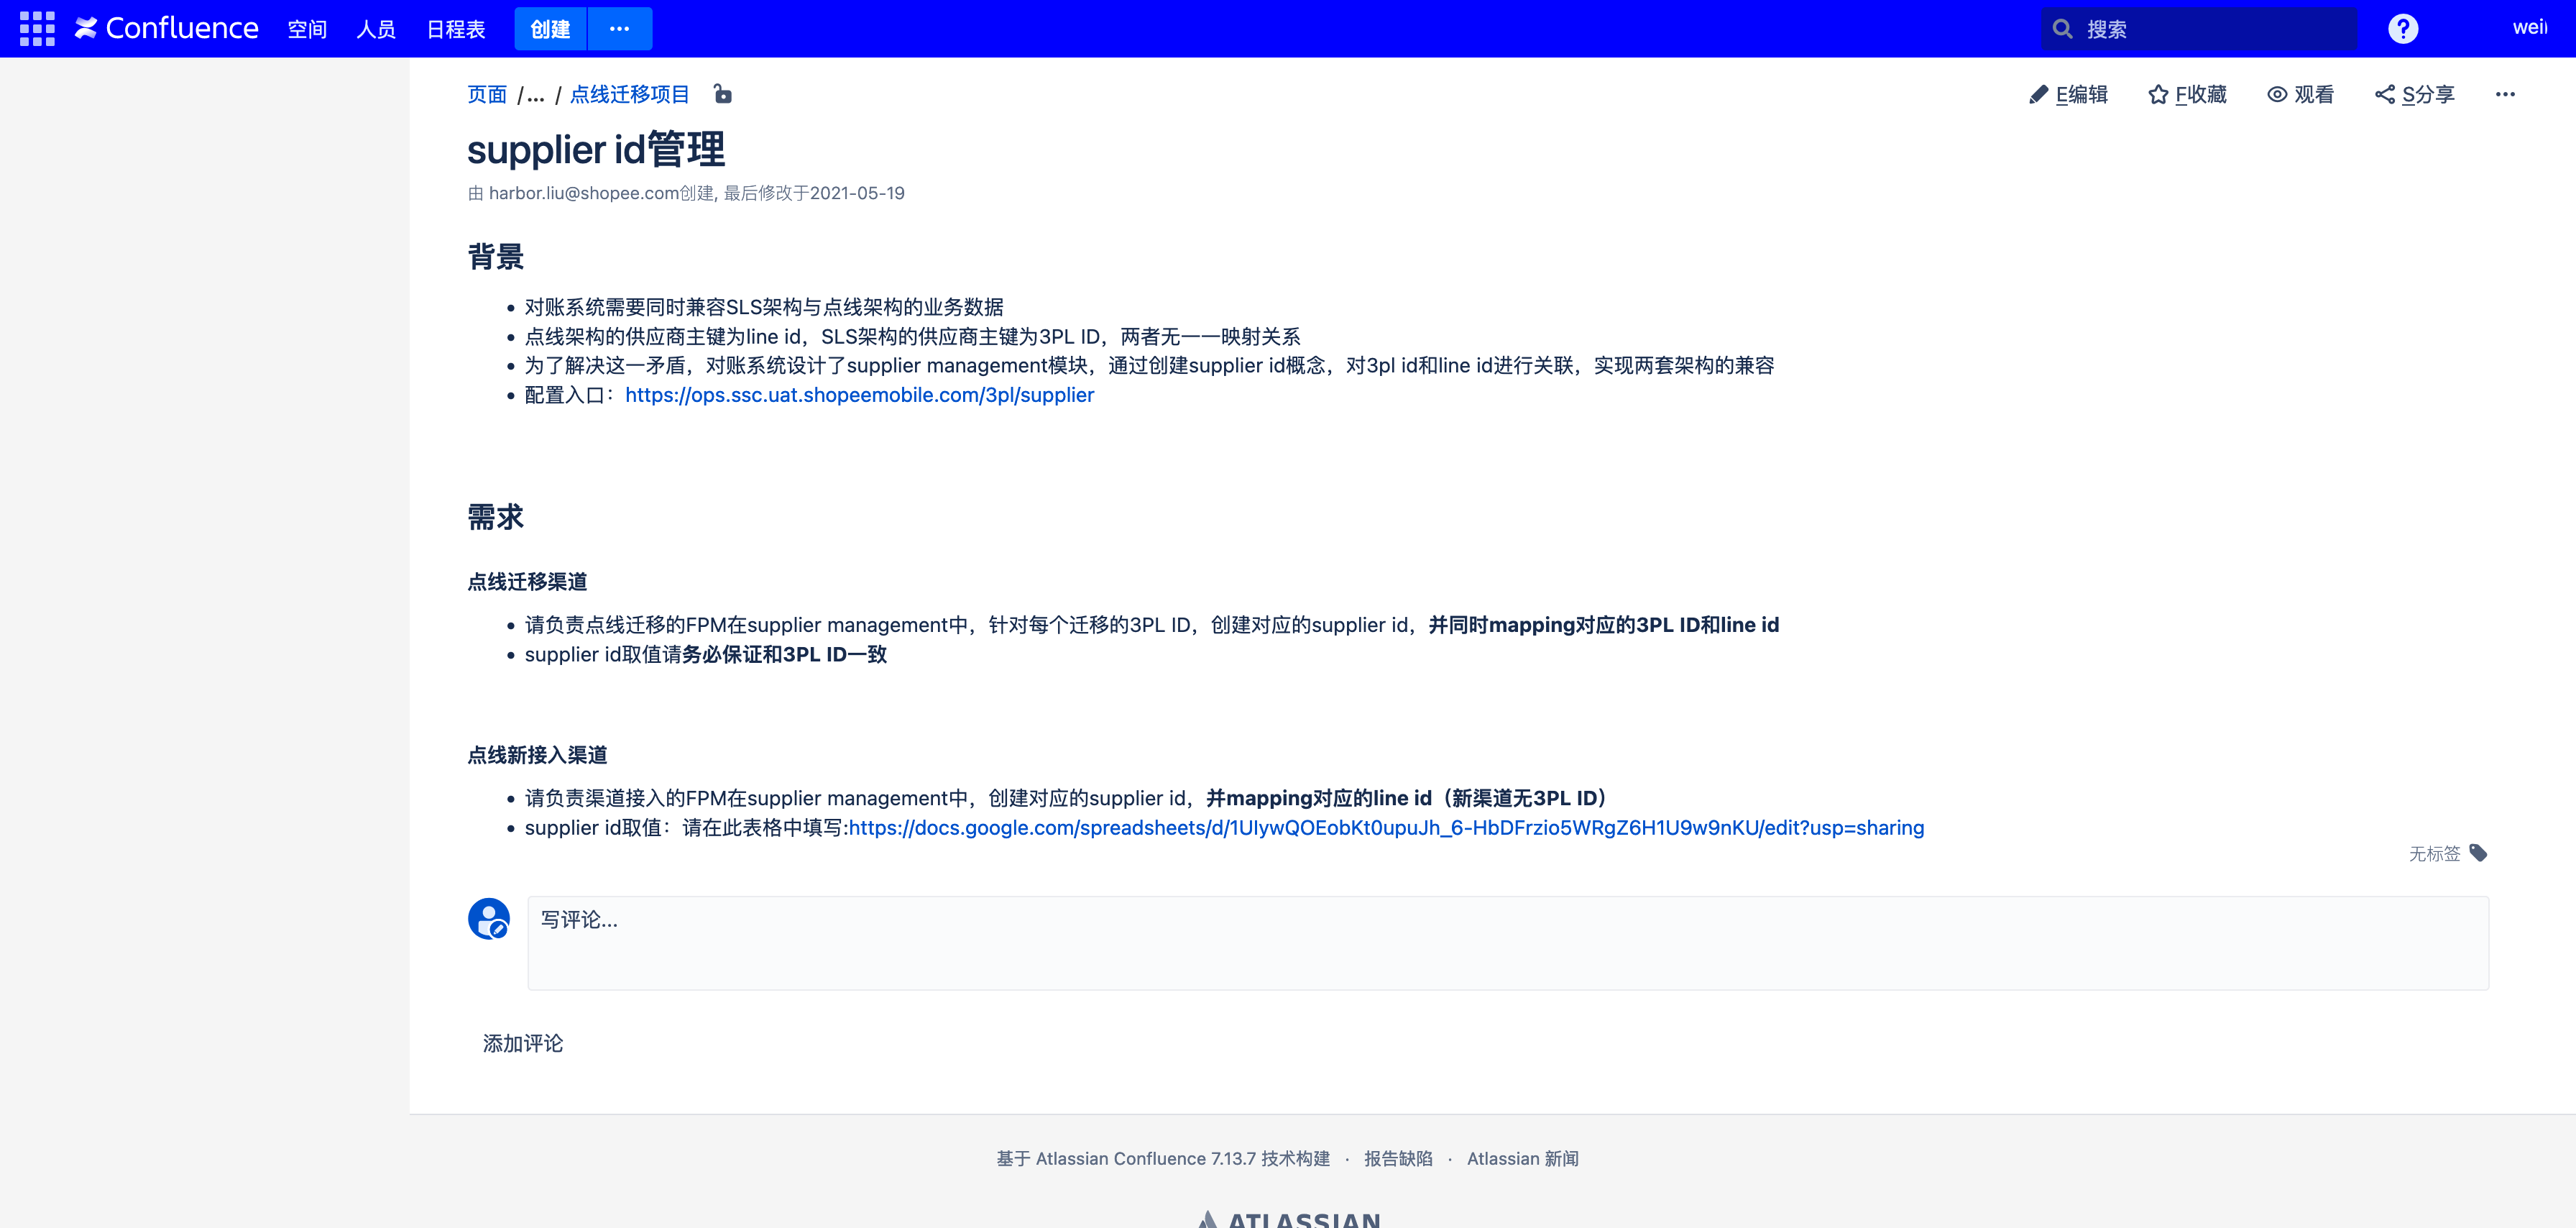 Confluence 空间 人员 日程表 创建 ··· 搜索 ? weil
页面 /... / 点线迁移项目 E编辑 F收藏 观看 S分享 ···
supplier id管理
由 harbor.liu@shopee.com创建, 最后修改于2021-05-19
背景
• 对账系统需要同时兼容SLS架构与点线架构的业务数据
• 点线架构的供应商主键为line id，SLS架构的供应商主键为3PL ID，两者无一一映射关系
• 为了解决这一矛盾，对账系统设计了supplier management模块，通过创建supplier id概念，对3pl id和line id进行关联，实现两套架构的兼容
• 配置入口：https://ops.ssc.uat.shopeemobile.com/3pl/supplier
需求
点线迁移渠道
• 请负责点线迁移的FPM在supplier management中，针对每个迁移的3PL ID，创建对应的supplier id，并同时mapping对应的3PL ID和line id
• supplier id取值请务必保证和3PL ID一致
点线新接入渠道
• 请负责渠道接入的FPM在supplier management中，创建对应的supplier id，并mapping对应的line id（新渠道无3PL ID）
• supplier id取值：请在此表格中填写:https://docs.google.com/spreadsheets/d/1UIywQOEobKt0upuJh_6-HbDFrzio5WRgZ6H1U9w9nKU/edit?usp=sharing
无标签
写评论...
添加评论
基于 Atlassian Confluence 7.13.7 技术构建 · 报告缺陷 · Atlassian 新闻
ATLASSIAN